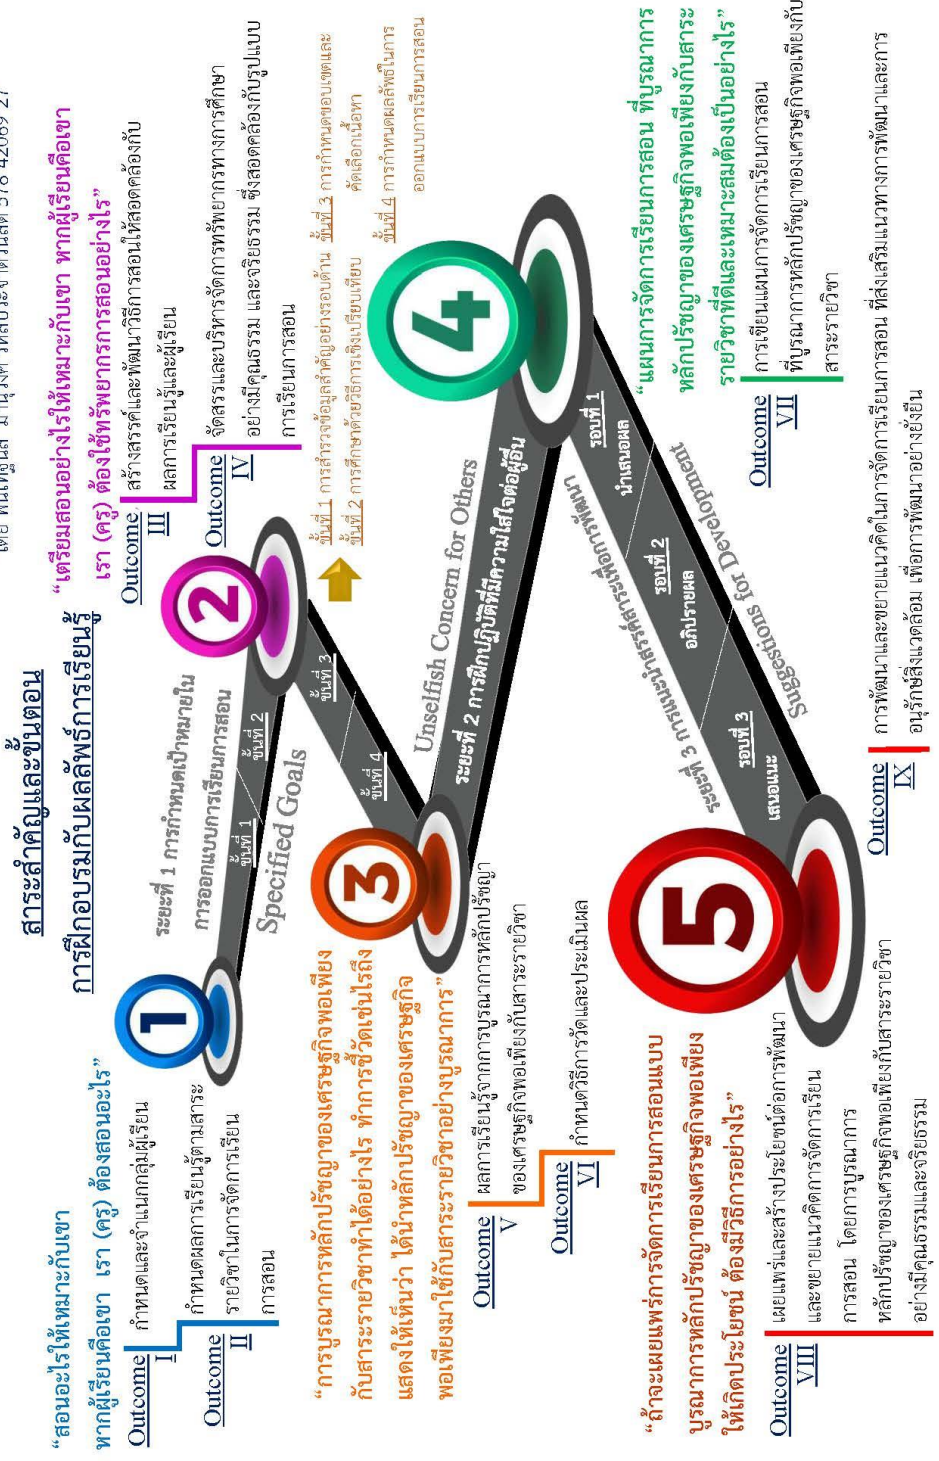 สาระสำคัญและขั้นตอน
การฝึกอบรมกับผลลัพธ์การเรียนรู้
“สอนอะไรให้เหมาะกับเขา
หากผู้เรียนคือเขา เรา (ครู) ต้องสอนอะไร”
Outcome I
กำหนดและจำแนกกลุ่มผู้เรียน
Outcome II
กำหนดผลการเรียนรู้ตามสาระ
รายวิชาในการจัดการเรียน
การสอน
1
ระยะที่ 1 การกำหนดเป้าหมายใน
การออกแบบการเรียนการสอน
ขั้นที่ 1
ขั้นที่ 2
Specified Goals
“เตรียมสอนอย่างไรให้เหมาะกับเขา หากผู้เรียนคือเขา
เรา (ครู) ต้องใช้ทรัพยากรการสอนอย่างไร”
Outcome III
สร้างสรรค์และพัฒนาวิธีการสอนให้สอดคล้องกับ
ผลการเรียนรู้และผู้เรียน
Outcome IV
จัดสรรและบริหารจัดการทรัพยากรทางการศึกษา
อย่างมีคุณธรรม และจริยธรรม ซึ่งสอดคล้องกับรูปแบบ
การเรียนการสอน
2
ขั้นที่ 3
ขั้นที่ 4
ขั้นที่ 1 การสำรวจข้อมูลสำคัญอย่างรอบด้าน
ขั้นที่ 2 การศึกษาด้วยวิธีการเชิงเปรียบเทียบ
ขั้นที่ 3 การกำหนดขอบเขตและ
คัดเลือกเนื้อหา
ขั้นที่ 4 การกำหนดผลลัพธ์ในการ
ออกแบบการเรียนการสอน
“การบูรณาการหลักปรัชญาของเศรษฐกิจพอเพียง
กับสาระรายวิชาทำได้อย่างไร ทำการชี้วัดเช่นไรถึง
แสดงให้เห็นว่า ได้นำหลักปรัชญาของเศรษฐกิจ
พอเพียงมาใช้กับสาระรายวิชาอย่างบูรณาการ”
3
Outcome V
ผลการเรียนรู้จากการบูรณาการหลักปรัชญา
ของเศรษฐกิจพอเพียงกับสาระรายวิชา
Outcome VI
กำหนดวิธีการวัดและประเมินผล
Unselfish Concern for Others
ระยะที่ 2 การฝึกปฏิบัติที่มีความใส่ใจต่อผู้อื่น
4
“แผนการจัดการเรียนการสอน ที่บูรณาการ
หลักปรัชญาของเศรษฐกิจพอเพียงกับสาระ
รายวิชาที่ดีและเหมาะสมต้องเป็นอย่างไร”
Outcome VII
การเขียนแผนการจัดการเรียนการสอน
ที่บูรณาการหลักปรัชญาของเศรษฐกิจพอเพียงกับ
สาระรายวิชา
ระยะที่ 3 การแนะนำสรรค์สาระเพื่อการพัฒนา
รอบที่ 1
นำเสนอผล
รอบที่ 2
อภิปรายผล
รอบที่ 3
เสนอแนะ
Suggestions for Development
5
“ถ้าจะเผยแพร่การจัดการเรียนการสอนแบบ
บูรณาการหลักปรัชญาของเศรษฐกิจพอเพียง
ให้เกิดประโยชน์ ต้องมีวิธีการอย่างไร”
Outcome VIII
เผยแพร่และสร้างประโยชน์ต่อการพัฒนา
และขยายแนวคิดการจัดการเรียน
การสอน โดยการบูรณาการ
หลักปรัชญาของเศรษฐกิจพอเพียงกับสาระรายวิชา
อย่างมีคุณธรรมและจริยธรรม
Outcome IX
การพัฒนาและขยายแนวคิดในการจัดการเรียนการสอน ที่ส่งเสริมแนวทางการพัฒนาและการ
อนุรักษ์สิ่งแวดล้อม เพื่อการพัฒนาอย่างยั่งยืน